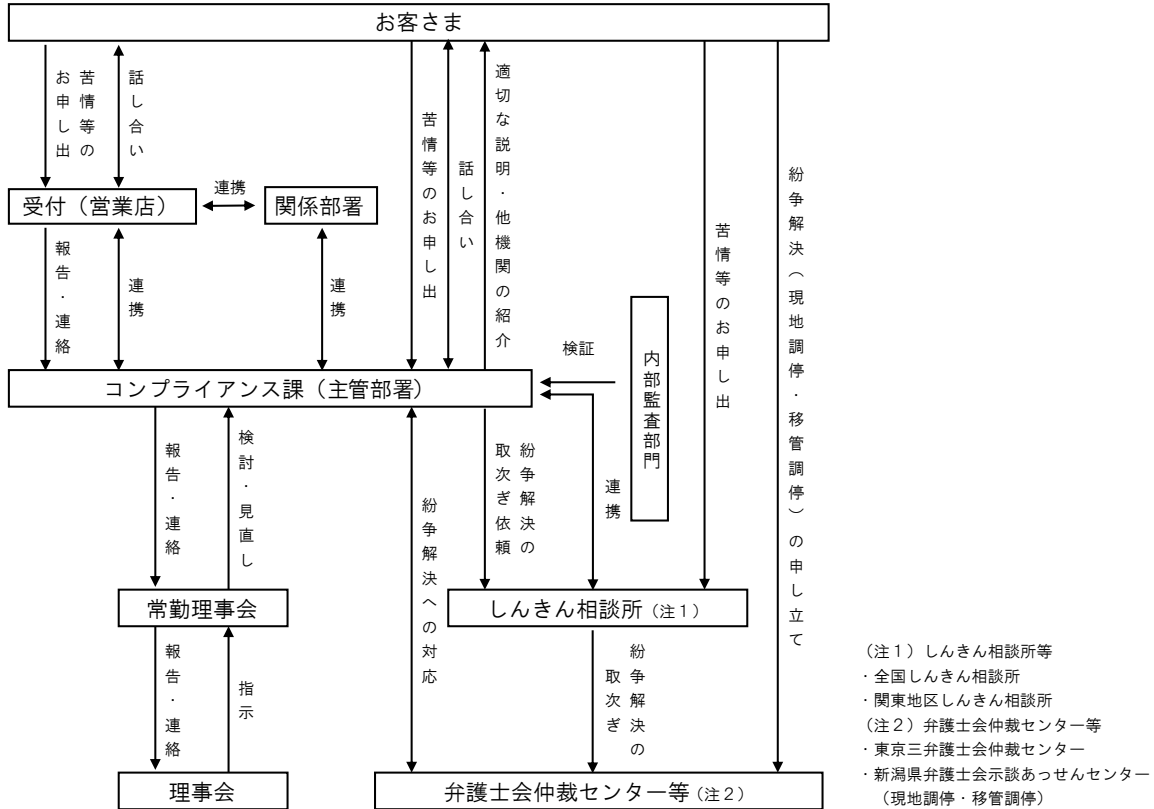 お客さま
苦情等の
お申し出
話し合い
苦情等のお申し出
話し合い
適切な説明・他機関の紹介
苦情等のお申し出
紛争解決(現地調停・移管調停)の申し立て
受付(営業店)
連携
関係部署
報告・連絡
連携
連携
検証
内部監査部門
コンプライアンス課(主管部署)
報告・連絡
検討・見直し
紛争解決への対応
紛争解決の
取次ぎ依頼
連携
常勤理事会
しんきん相談所(注1)
報告・連絡
指示
紛争解決の
取次ぎ
理事会
弁護士会仲裁センター等(注2)
(注1)しんきん相談所等
・全国しんきん相談所
・関東地区しんきん相談所
(注2)弁護士会仲裁センター等
・東京三弁護士会仲裁センター
・新潟県弁護士会示談あっせんセンター
(現地調停・移管調停)